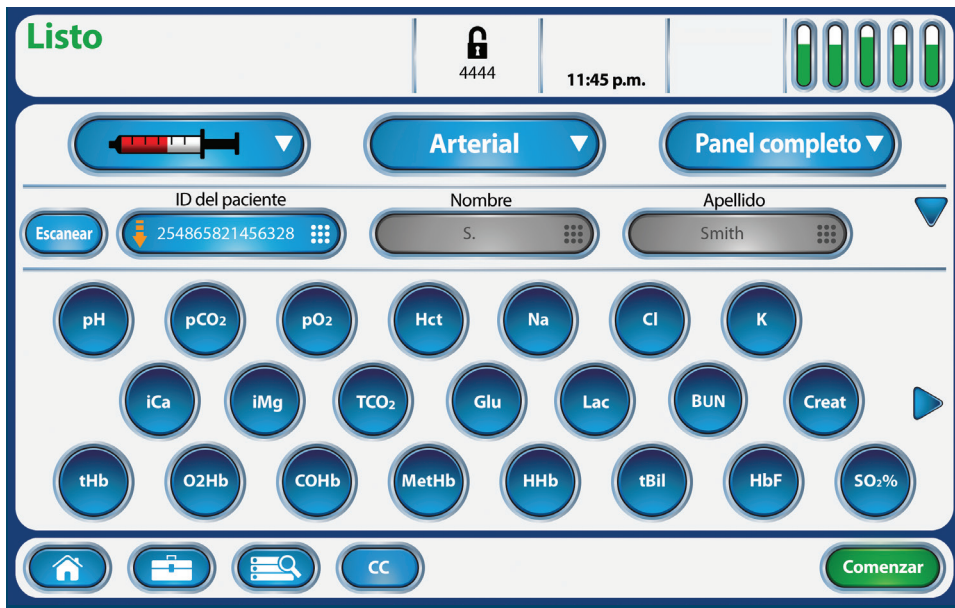 Listo
4444
11:45 p.m.
Arterial
Panel completo
ID del paciente
Nombre
Apellido
Escanear
254865821456328
S.
Smith
pH
pCO2
pO2
Hct
Na
Cl
K
iCa
iMg
TCO2
Glu
Lac
BUN
Creat
tHb
O2Hb
COHb
MetHb
HHb
tBil
HbF
SO2%
CC
Comenzar